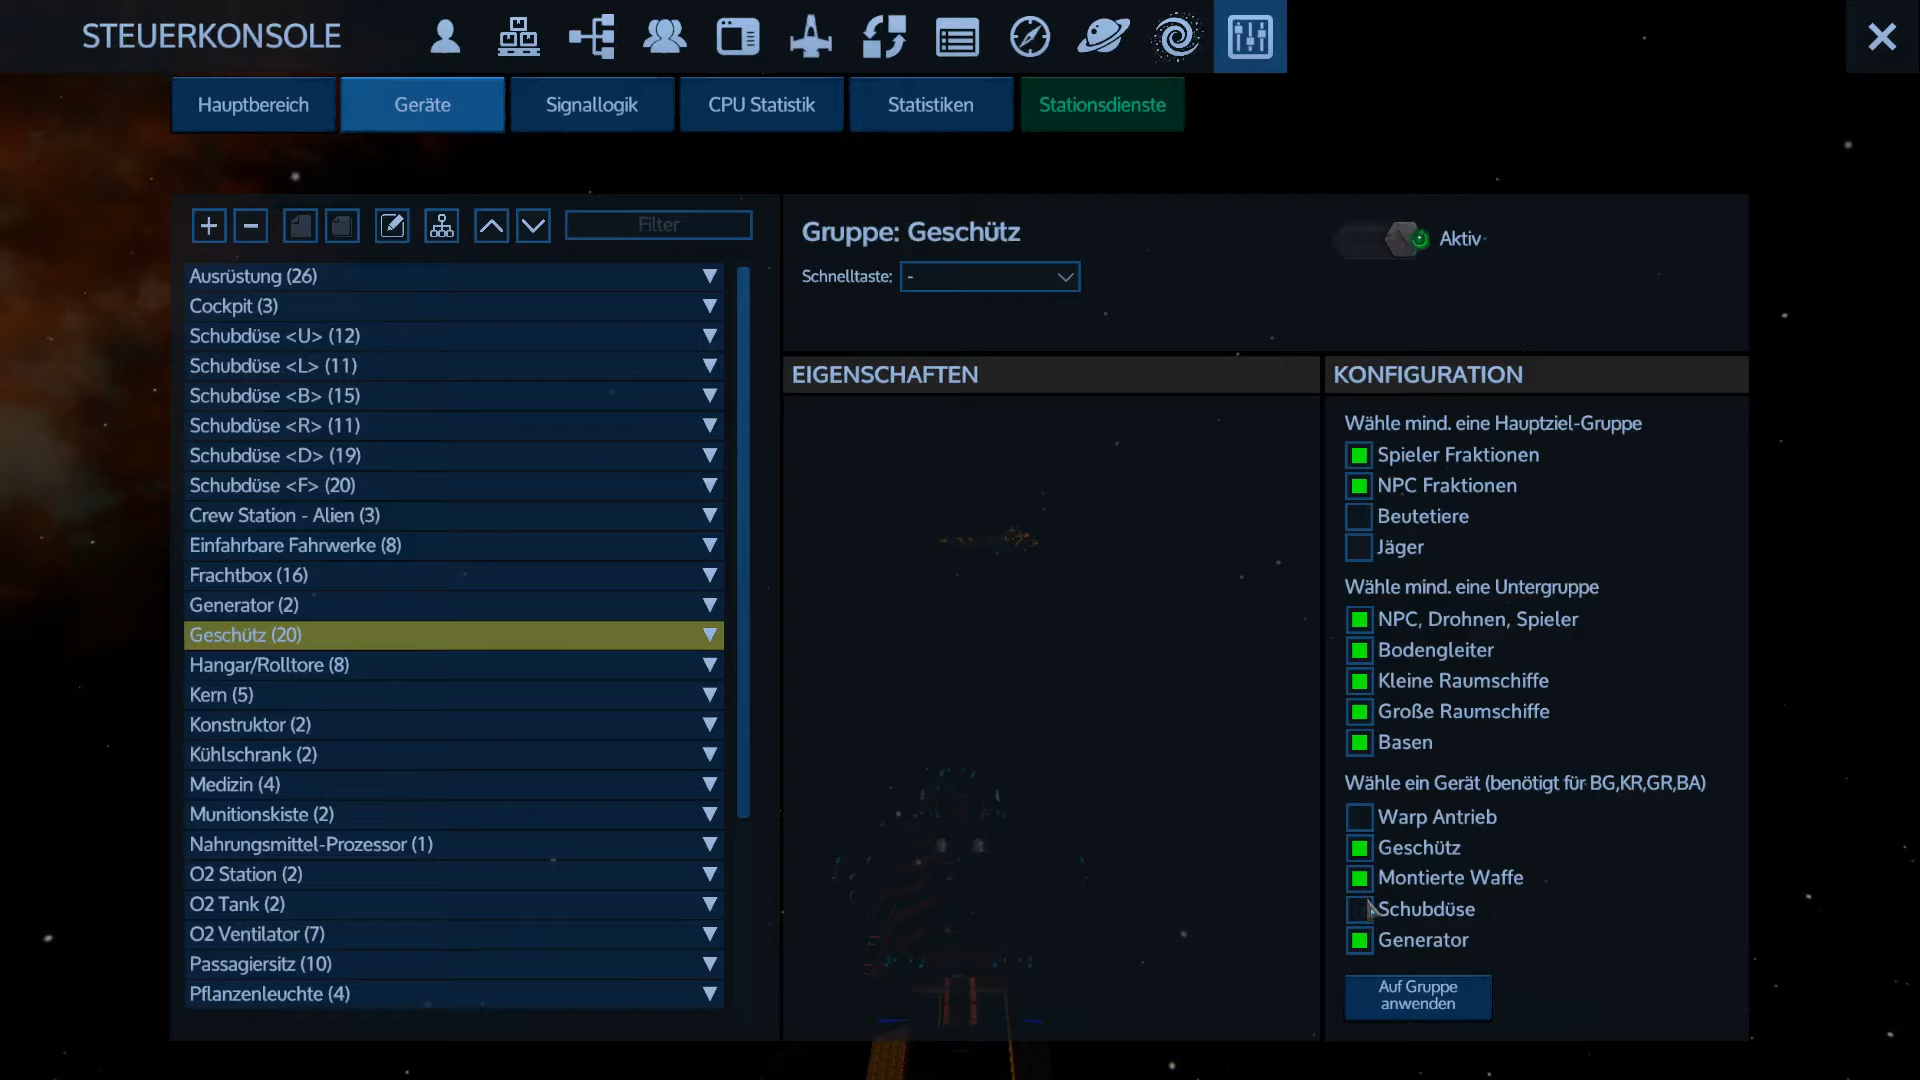 STEUERKONSOLE
Hauptbereich
Geräte
Signallogik
CPU Statistik
Statistiken
Stationsdienste
Filter
Ausrüstung (26)
Cockpit (3)
Schubdüse <U> (12)
Schubdüse <L> (11)
Schubdüse <B> (15)
Schubdüse <R> (11)
Schubdüse <D> (19)
Schubdüse <F> (20)
Crew Station - Alien (3)
Einfahrbare Fahrwerke (8)
Frachtbox (16)
Generator (2)
Geschütz (20)
Hangar/Rolltore (8)
Kern (5)
Konstruktor (2)
Kühlschrank (2)
Medizin (4)
Munitionskiste (2)
Nahrungsmittel-Prozessor (1)
O2 Station (2)
O2 Tank (2)
O2 Ventilator (7)
Passagiersitz (10)
Pflanzenleuchte (4)
Gruppe: Geschütz
Aktiv
Schnelltaste: -
EIGENSCHAFTEN
KONFIGURATION
Wähle mind. eine Hauptziel-Gruppe
Spieler Fraktionen
NPC Fraktionen
Beutetiere
Jäger
Wähle mind. eine Untergruppe
NPC, Drohnen, Spieler
Bodengleiter
Kleine Raumschiffe
Große Raumschiffe
Basen
Wähle ein Gerät (benötigt für BG,KR,GR,BA)
Warp Antrieb
Geschütz
Montierte Waffe
Schubdüse
Generator
Auf Gruppe
anwenden